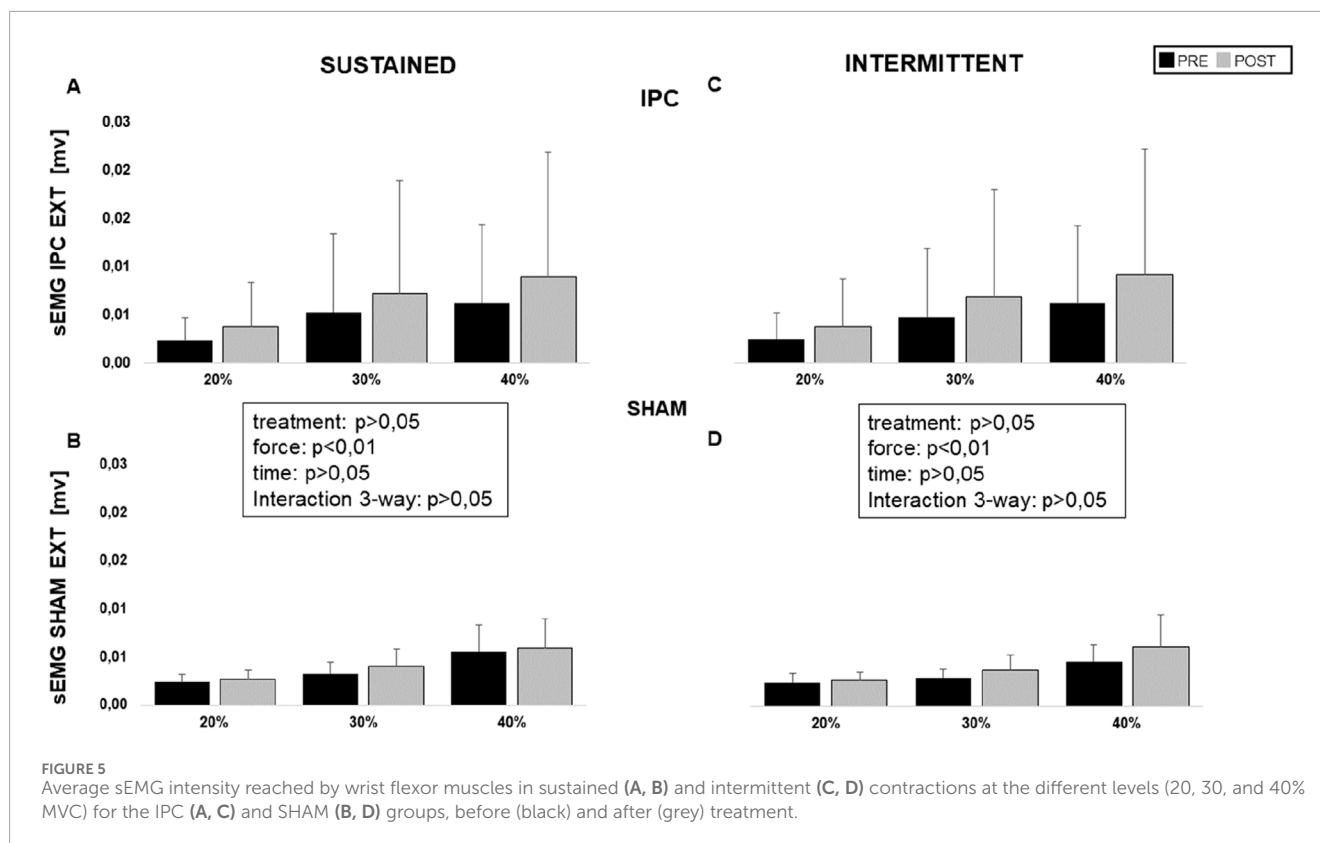 SUSTAINED
INTERMITTENT
PRE POST
A
IPC
C
sEMG IPC EXT [mv]
0,03
0,02
0,02
0,01
0,01
0,00
20% 30% 40%
20% 30% 40%
SHAM
treatment: p>0,05
force: p<0,01
time: p>0,05
Interaction 3-way: p>0,05
treatment: p>0,05
force: p<0,01
time: p>0,05
Interaction 3-way: p>0,05
B
D
sEMG SHAM EXT [mv]
0,03
0,02
0,02
0,01
0,01
0,00
20% 30% 40%
20% 30% 40%
FIGURE 5
Average sEMG intensity reached by wrist flexor muscles in sustained (A, B) and intermittent (C, D) contractions at the different levels (20, 30, and 40%
MVC) for the IPC (A, C) and SHAM (B, D) groups, before (black) and after (grey) treatment.